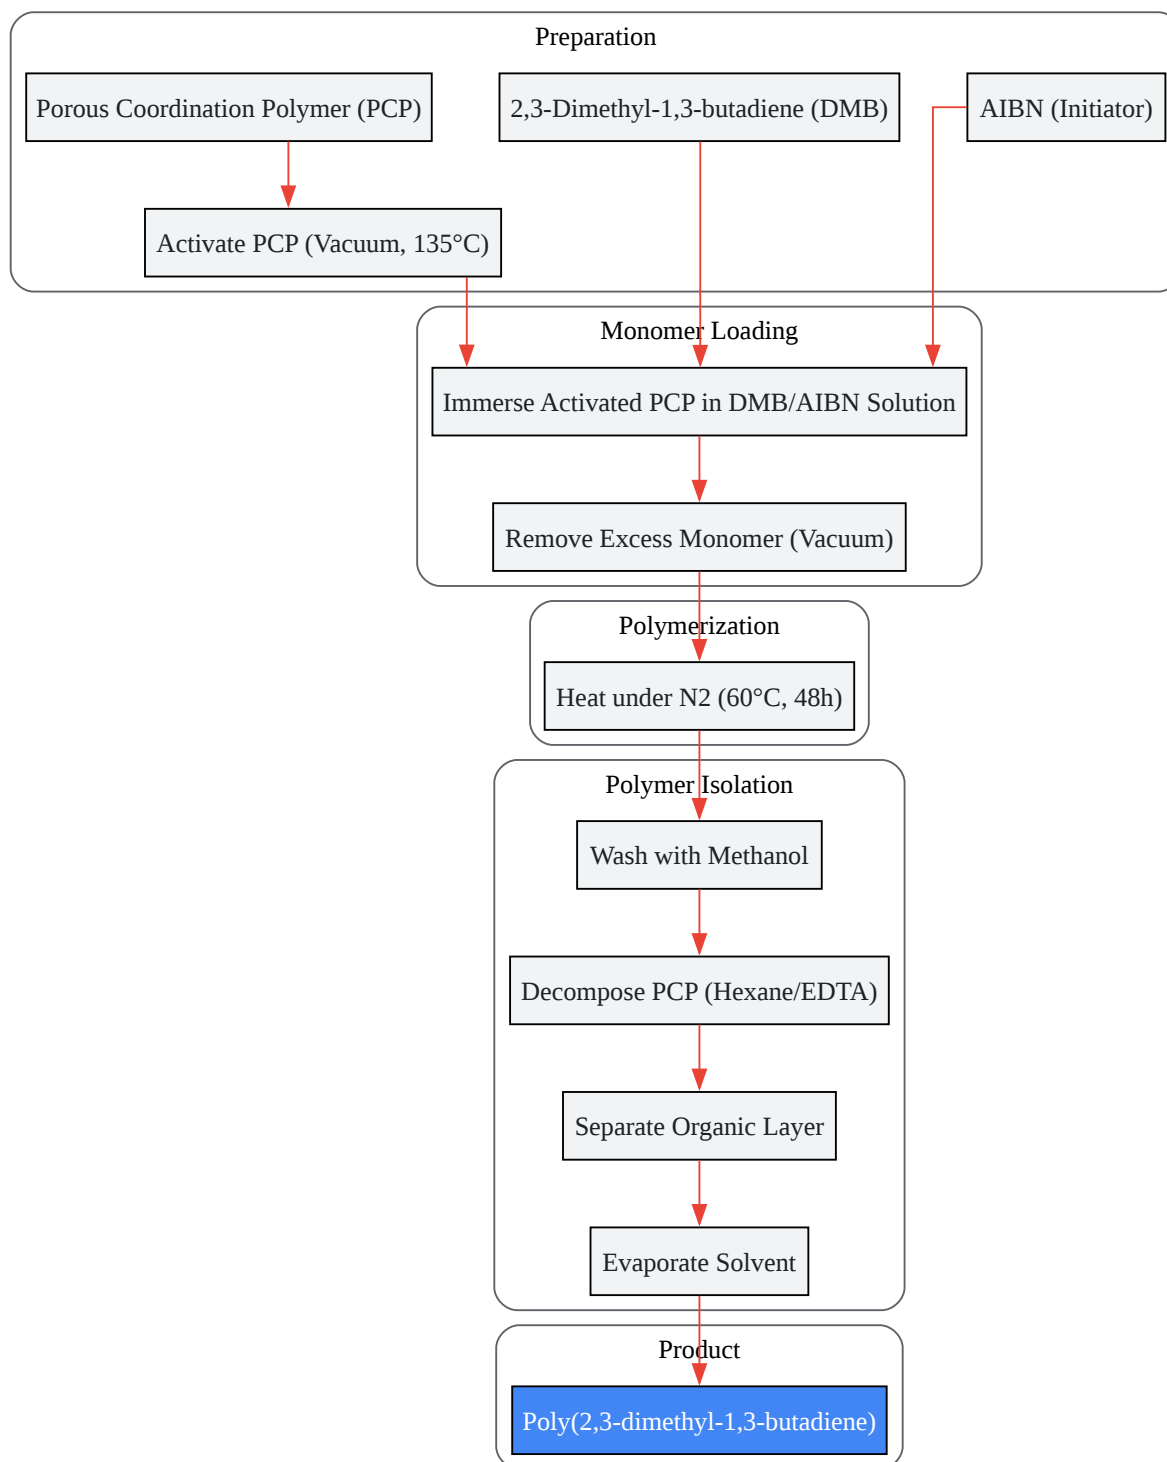 Preparation
Porous Coordination Polymer (PCP)
2,3-Dimethyl-1,3-butadiene (DMB)
AIBN (Initiator)
Activate PCP (Vacuum, 135°C)
Monomer Loading
Immerse Activated PCP in DMB/AIBN Solution
Remove Excess Monomer (Vacuum)
Polymerization
Heat under N2 (60°C, 48h)
Polymer Isolation
Wash with Methanol
Decompose PCP (Hexane/EDTA)
Separate Organic Layer
Evaporate Solvent
Product
Poly(2,3-dimethyl-1,3-butadiene)